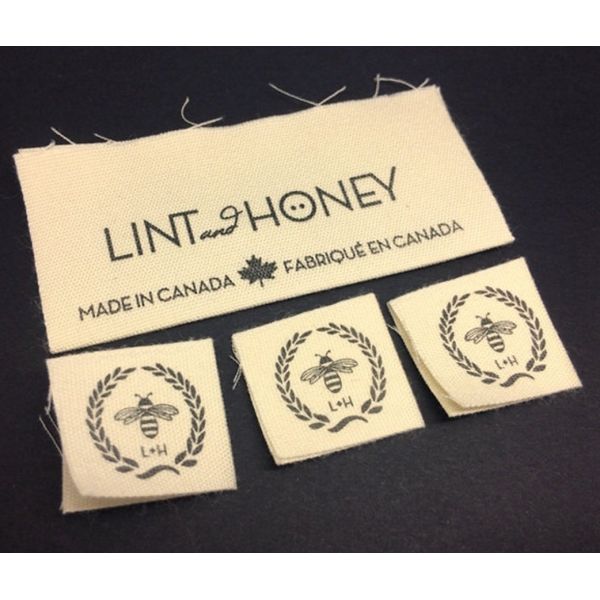 LINT and HONEY
MADE IN CANADA FABRIQUÉ EN CANADA
L+H
L+H
L+H